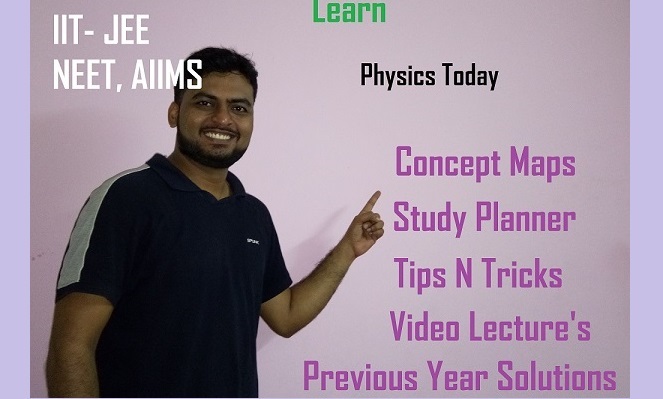 Learn
IIT- JEE
NEET, AIIMS
Physics Today
Concept Maps
Study Planner
Tips N Tricks
Video Lecture's
Previous Year Solutions